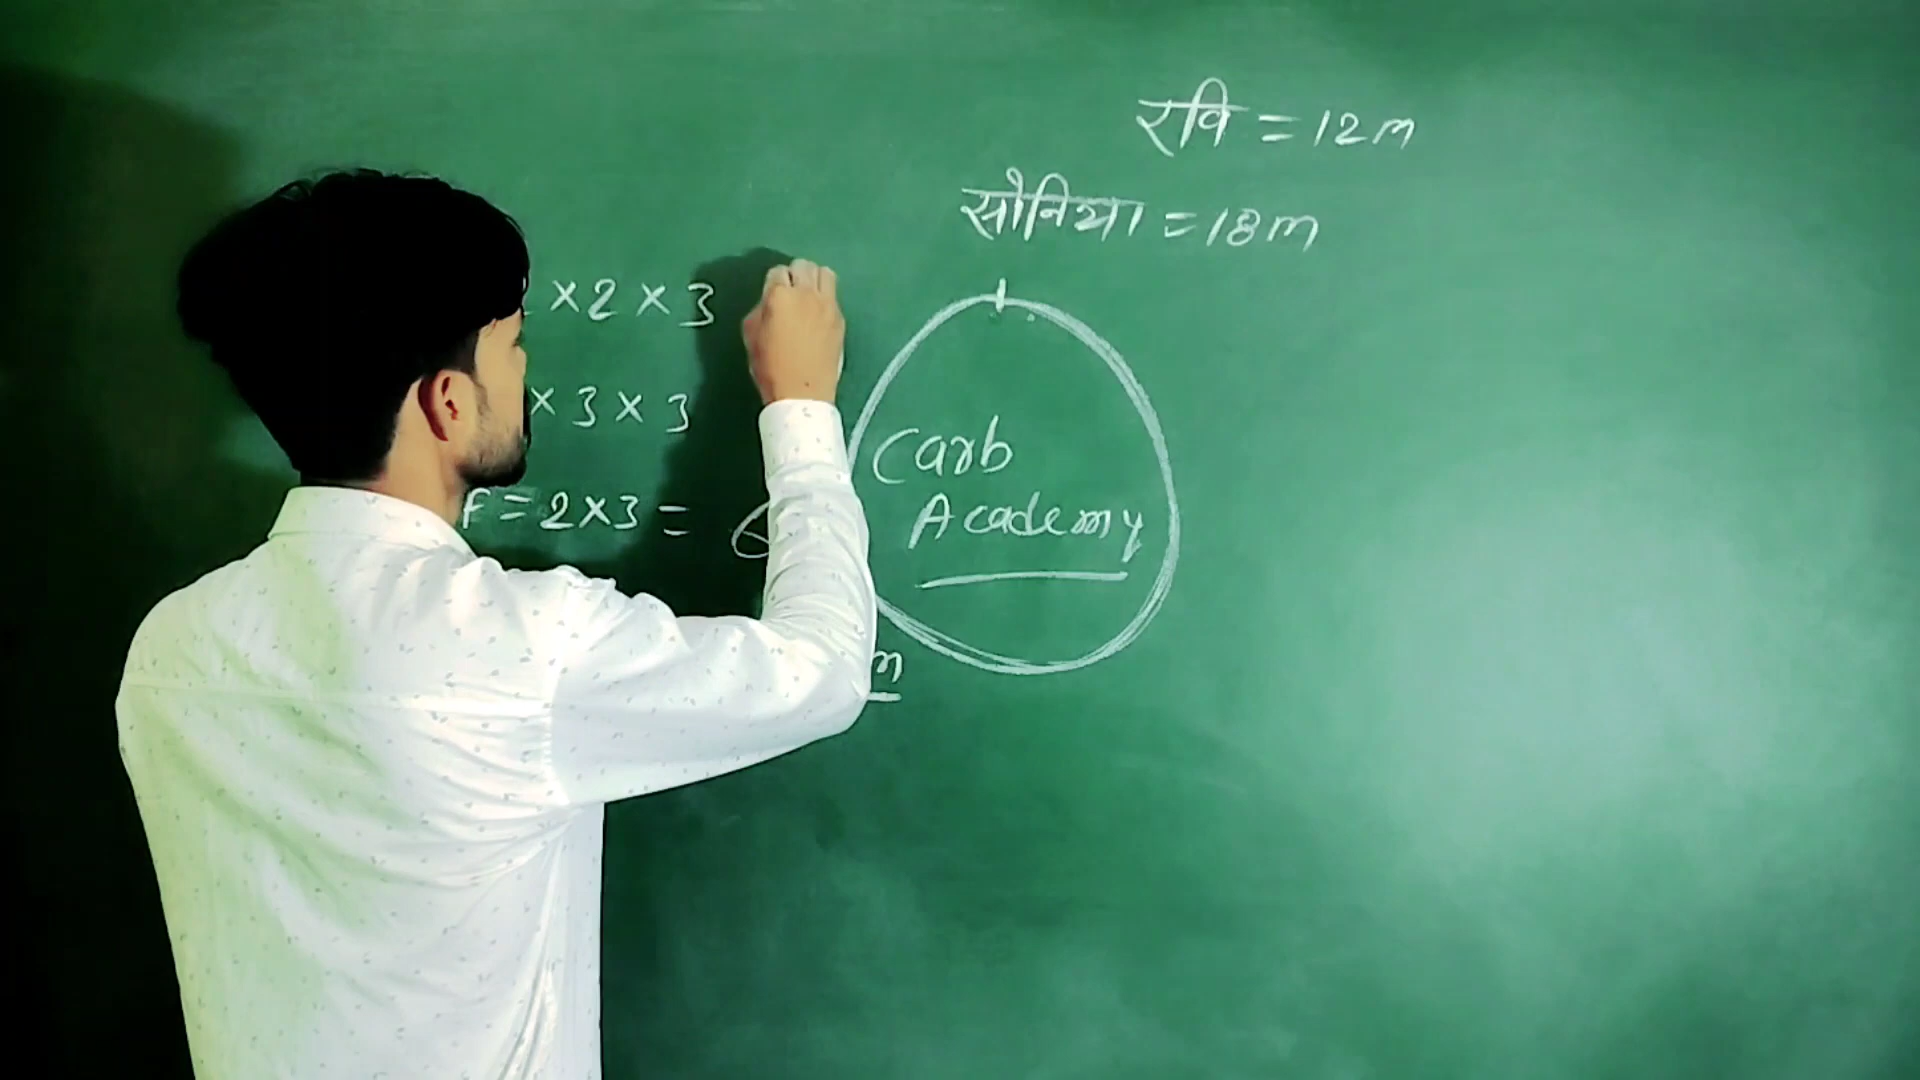 रवि = 12m
सोनिया = 18m
×2×3
×3×3
F=2×3=
Carb
Academy
m